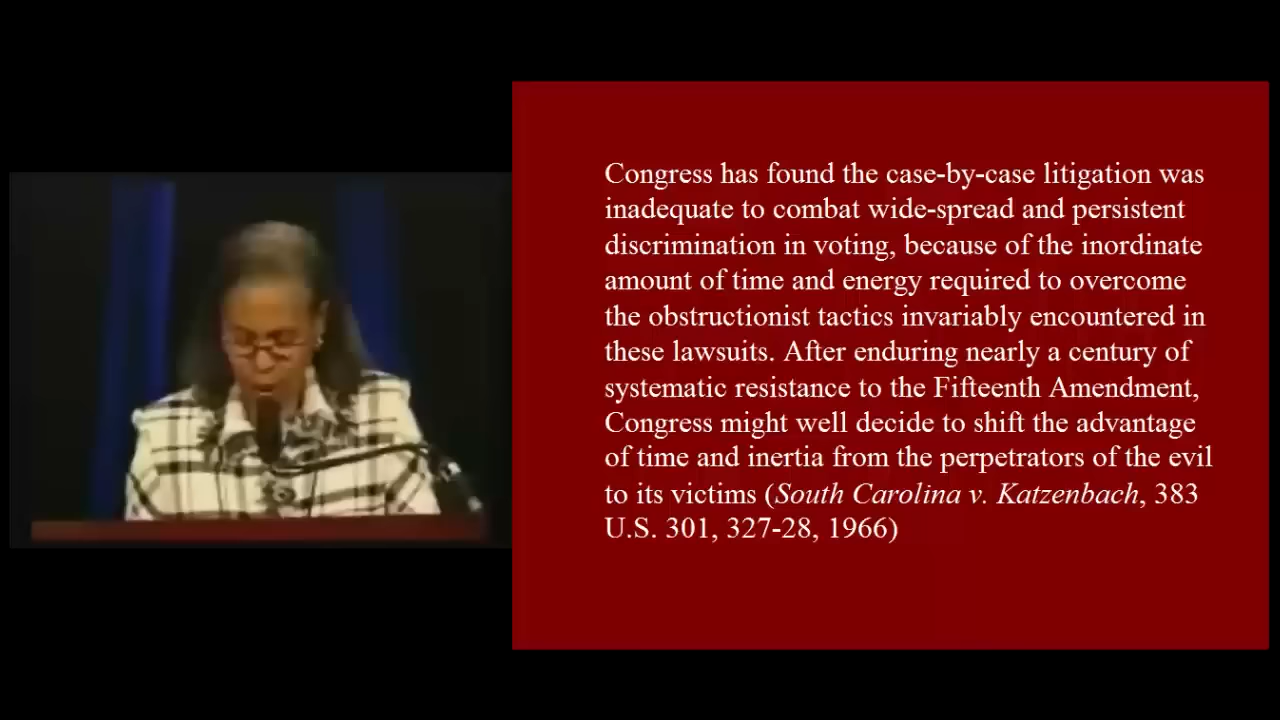 Congress has found the case-by-case litigation was
inadequate to combat wide-spread and persistent
discrimination in voting, because of the inordinate
amount of time and energy required to overcome
the obstructionist tactics invariably encountered in
these lawsuits. After enduring nearly a century of
systematic resistance to the Fifteenth Amendment,
Congress might well decide to shift the advantage
of time and inertia from the perpetrators of the evil
to its victims (South Carolina v. Katzenbach, 383
U.S. 301, 327-28, 1966)